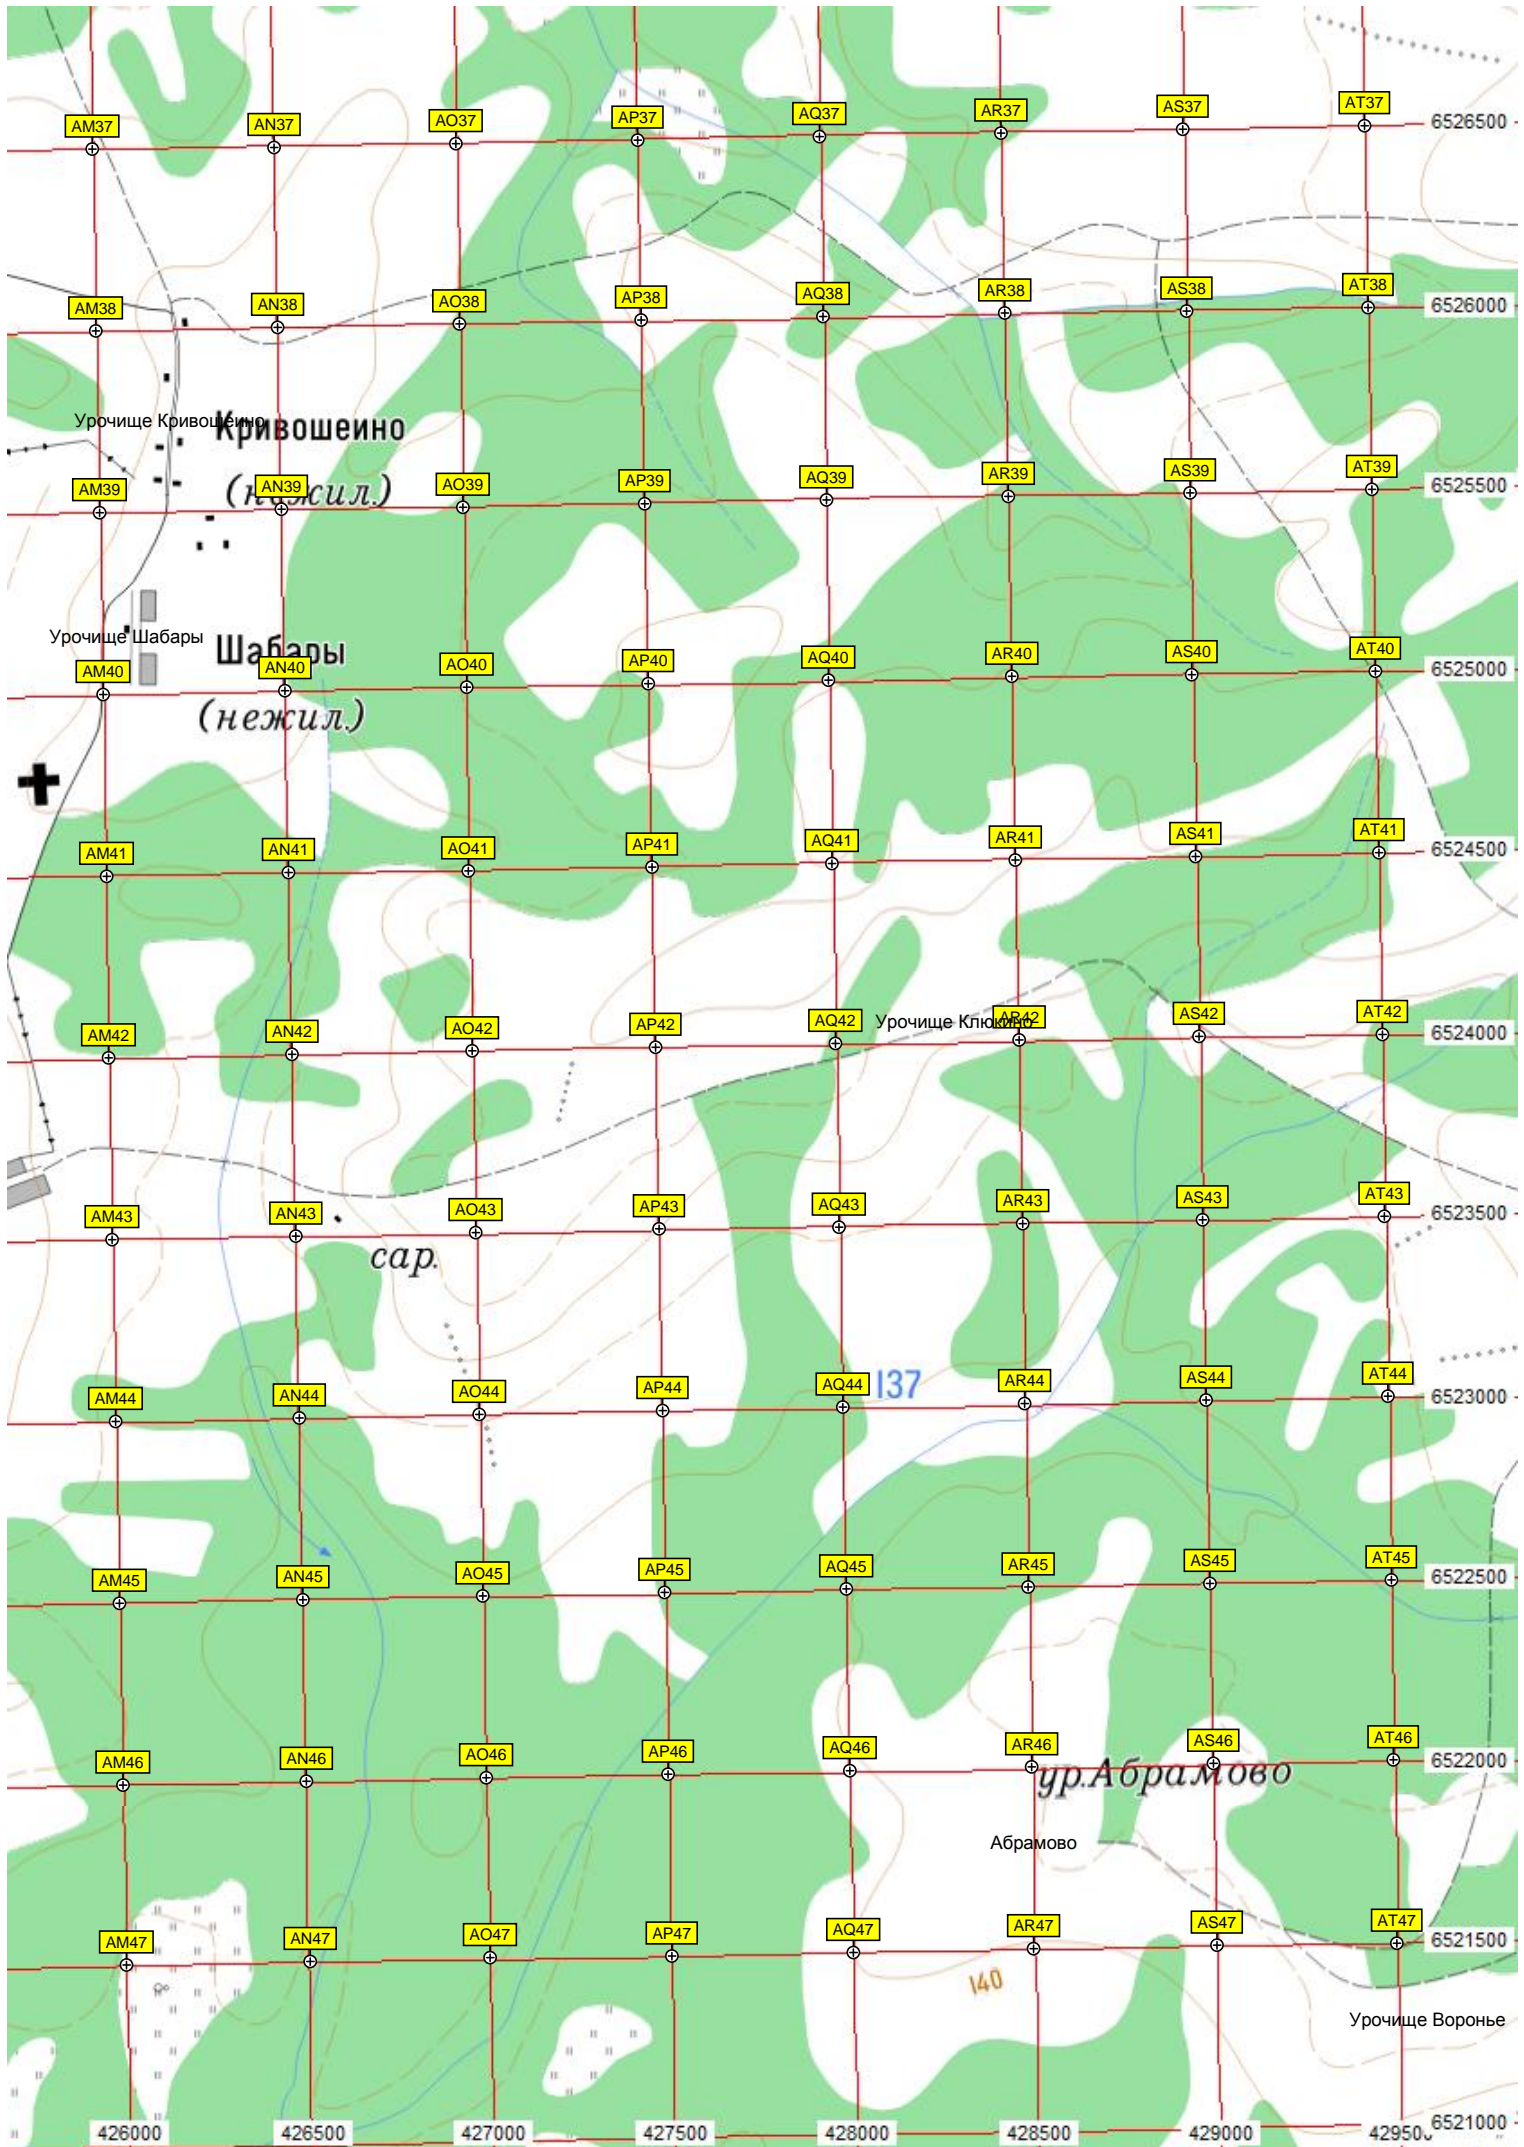 AM37 AN37 AO37 AP37 AQ37 AR37 AS37 AT37 6526500
AM38 AN38 AO38 AP38 AQ38 AR38 AS38 AT38 6526000
Урочище Кривошеино Кривошеино
AM39 AN39 (нежил.) AO39 AP39 AQ39 AR39 AS39 AT39 6525500
Урочище Шабары Шабары
AM40 AN40 AO40 AP40 AQ40 AR40 AS40 AT40 6525000
(нежил.)
AM41 AN41 AO41 AP41 AQ41 AR41 AS41 AT41 6524500
AM42 AN42 AO42 AP42 AQ42 Урочище Клюкино AR42 AS42 AT42 6524000
AM43 AN43 AO43 AP43 AQ43 AR43 AS43 AT43 6523500
сар.
AM44 AN44 AO44 AP44 AQ44 137 AR44 AS44 AT44 6523000
AM45 AN45 AO45 AP45 AQ45 AR45 AS45 AT45 6522500
AM46 AN46 AO46 AP46 AQ46 AR46 AS46 AT46 6522000
ур.Абрамово
Абрамово
AM47 AN47 AO47 AP47 AQ47 AR47 AS47 AT47 6521500
140
Урочище Воронье
6521000
426000 426500 427000 427500 428000 428500 429000 429500